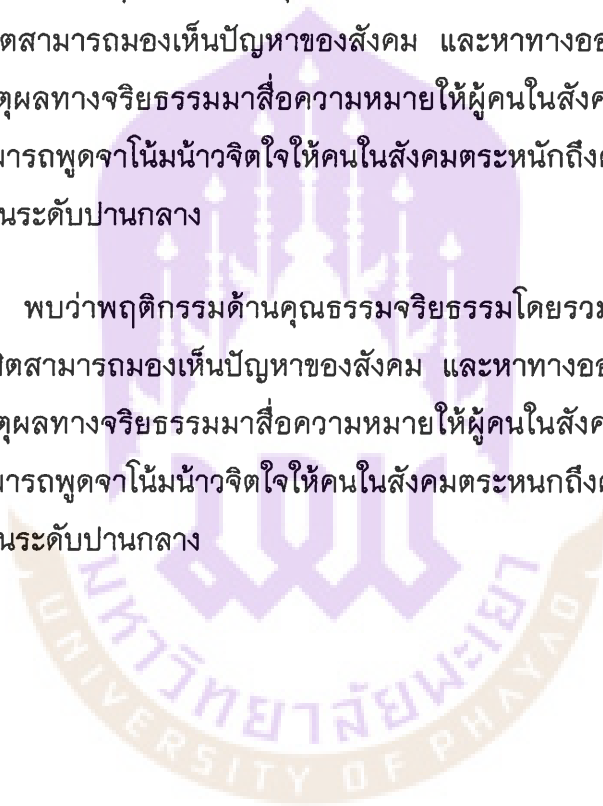 ตสามารถมองเห็นปัญหาของสังคม และหาทางออ
ตุผลทางจริยธรรมมาสื่อความหมายให้ผู้คนในสังค
มารถพูดจาโน้มน้าวจิตใจให้คนในสังคมตระหนักถึง
นระดับปานกลาง
พบว่าพฤติกรรมด้านคุณธรรมจริยธรรมโดยรวม
ตสามารถมองเห็นปัญหาของสังคม และหาทางออ
ตุผลทางจริยธรรมมาสื่อความหมายให้ผู้คนในสังค
มารถพูดจาโน้มน้าวจิตใจให้คนในสังคมตระหนกถึง
นระดับปานกลาง
มหาวิทยาลัยพะเยา
UNIVERSITY OF PHAYAO